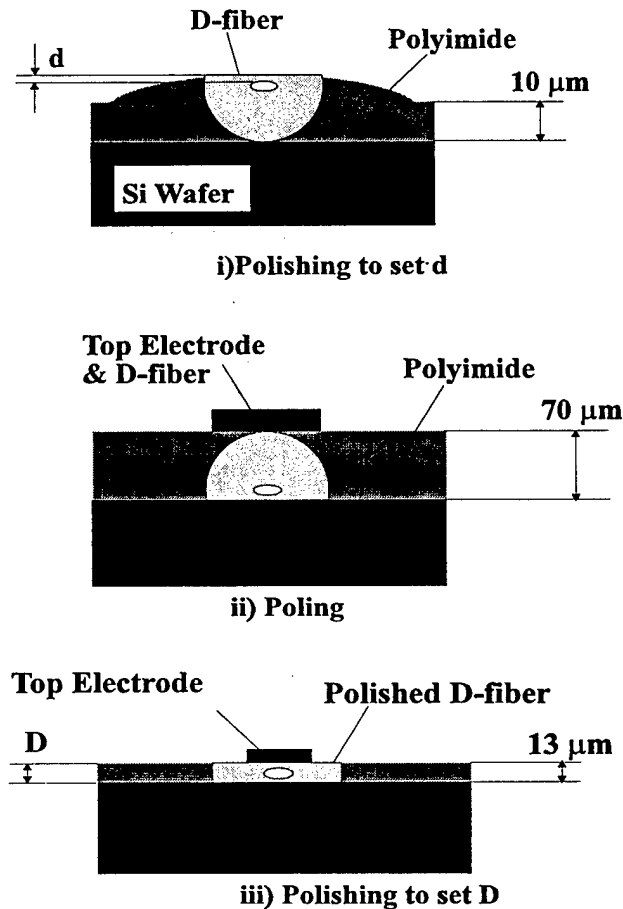 D-fiber
d
Polyimide
10 μm
Si Wafer
i)Polishing to set d
Top Electrode
& D-fiber
Polyimide
70 μm
ii) Poling
Top Electrode
Polished D-fiber
D
13 μm
iii) Polishing to set D